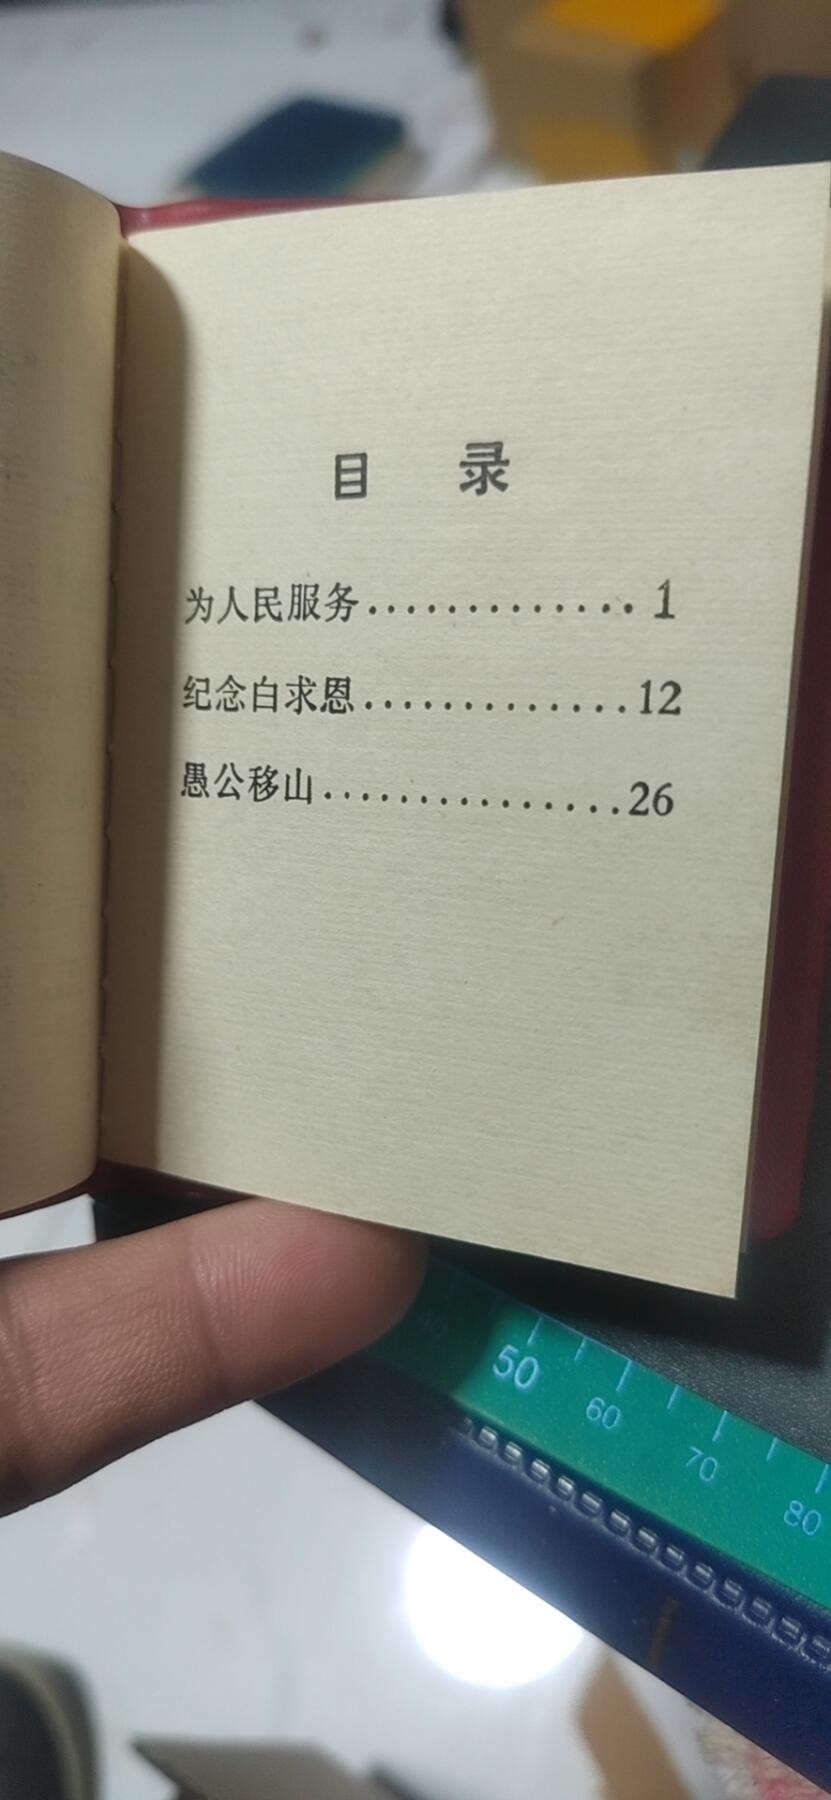 目 录
为人民服务.............1
纪念白求恩.............12
愚公移山...............26
50
60
70
80